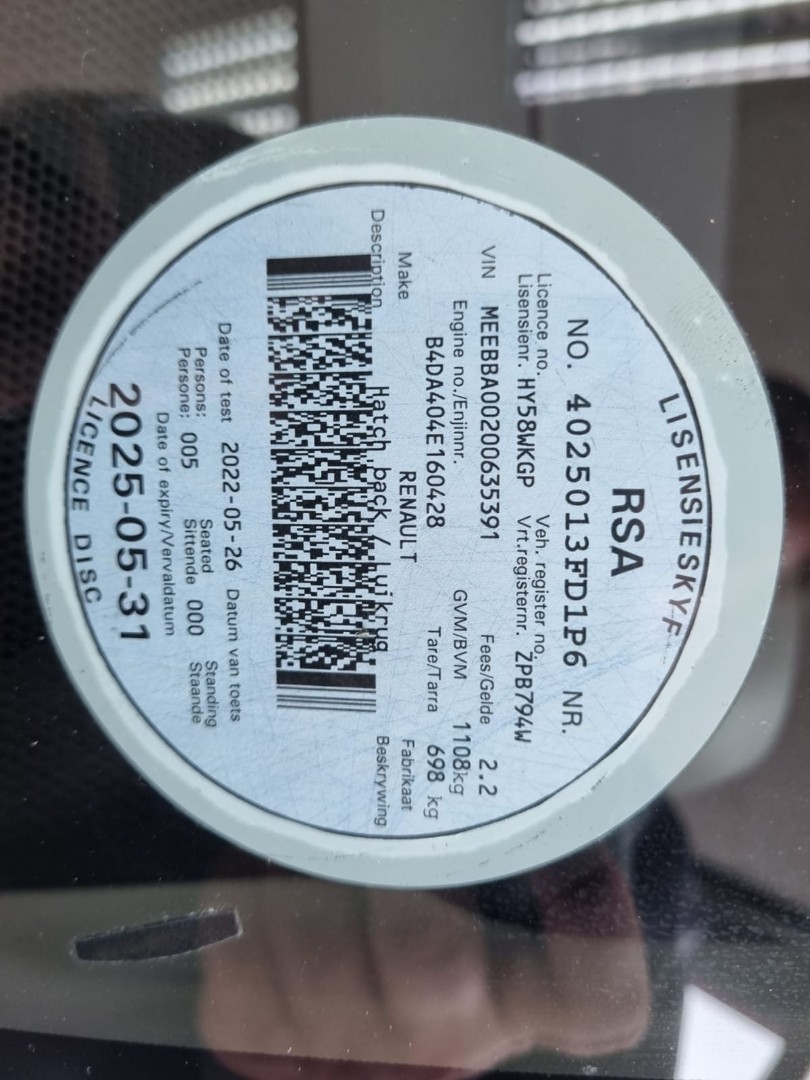 LISENSIESKYF
RSA
NO. 4025013FD1P6 NR.
Licence no. Veh. register no.
Lisensienr. HY58WKGP Vrt.registernr. ZPB794W
VIN MEEBBA00200635391 Fees/Gelde 2.2
Engine no./Enjinnr. GVM/BVM 1108kg
B4DA404E160428 Tare/Tarra 698 kg
Make RENAULT Fabrikaat
Description Hatch back / Luikrug Beskrywing
Date of test 2022-05-26 Datum van toets
Persons: Seated Standing
Persone: 005 Sittende 000 Staande
Date of expiry/Vervaldatum
2025-05-31
LICENCE DISC